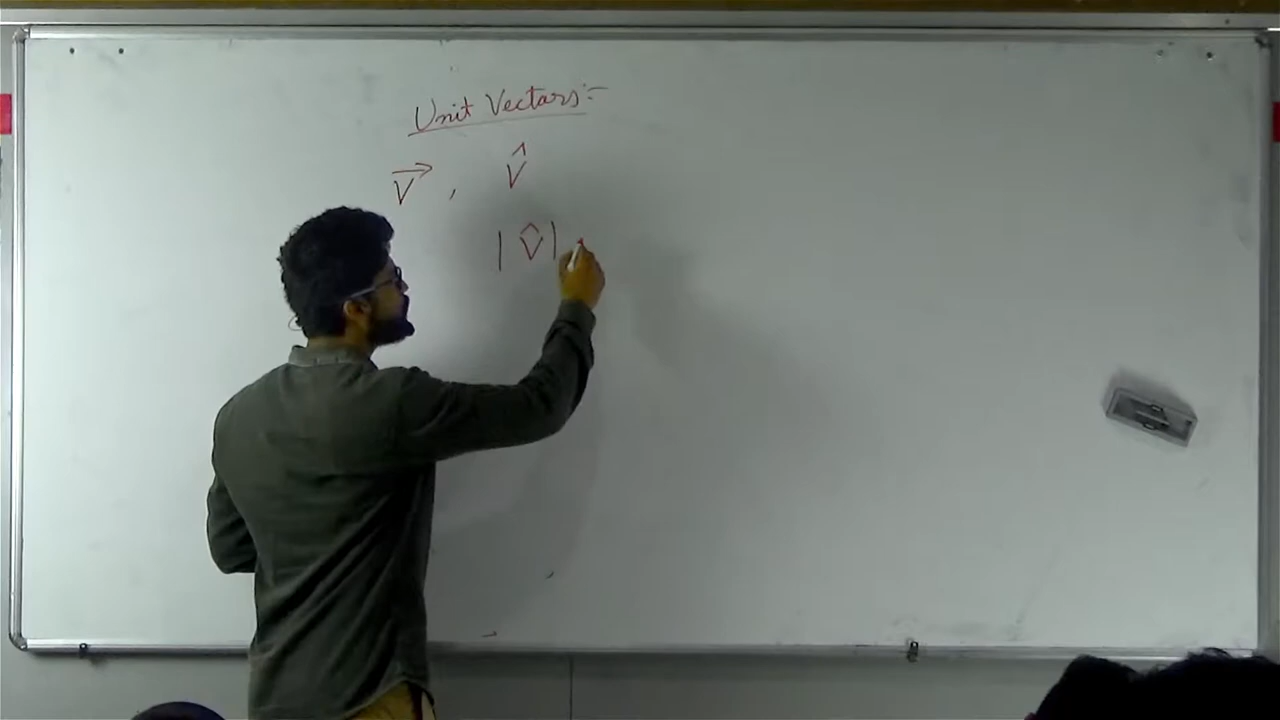 Unit Vectors:-
V⃗ , V̂
|V̂|